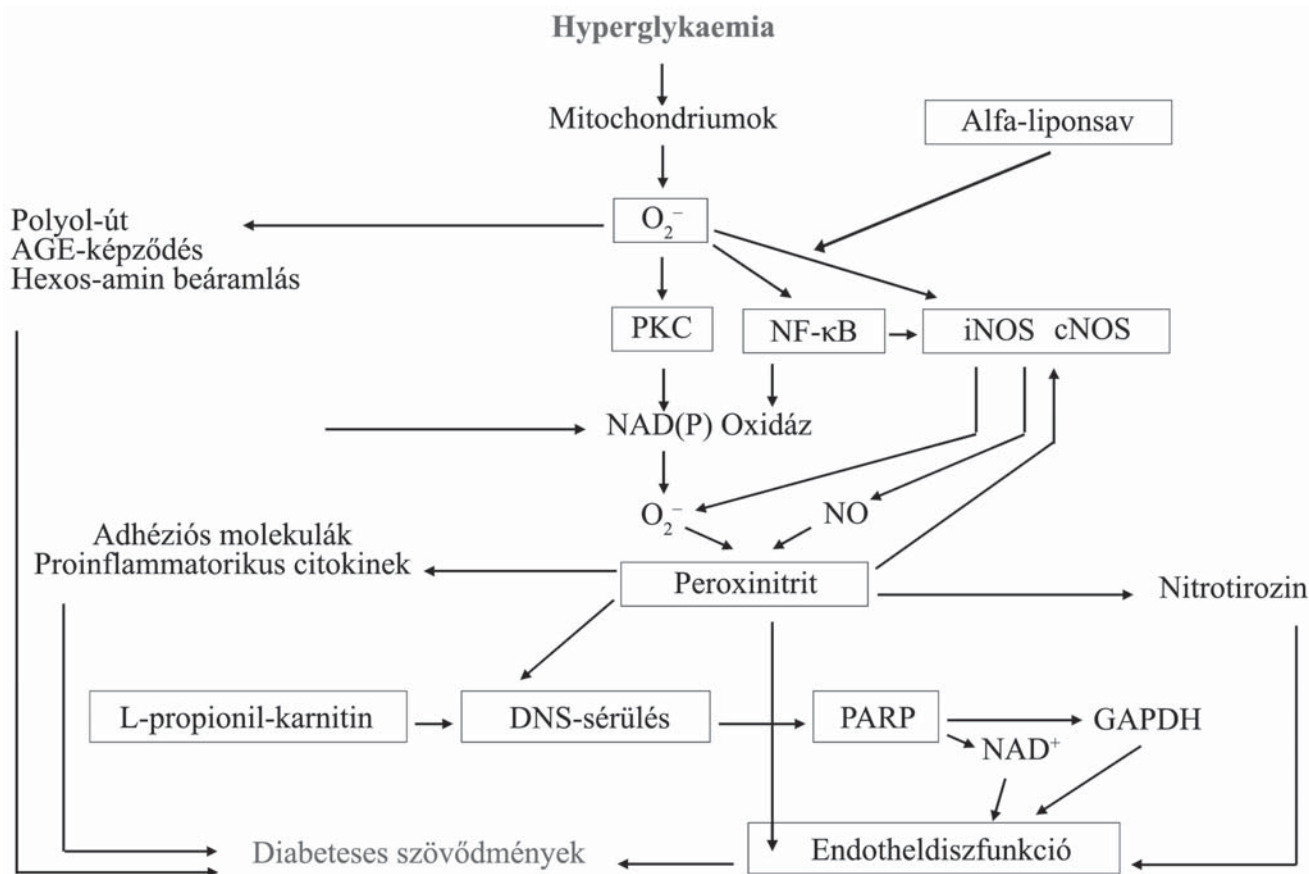 Hyperglykaemia
Mitochondriumok
Alfa-liponsav
O₂⁻
Polyol-út
AGE-képződés
Hexos-amin beáramlás
PKC
NF-κB
iNOS cNOS
NAD(P) Oxidáz
O₂⁻
NO
Adhéziós molekulák
Proinflammatorikus citokinek
Peroxinitrit
Nitrotirozin
L-propionil-karnitin
DNS-sérülés
PARP
GAPDH
NAD⁺
Diabeteses szövődmények
Endotheldiszfunkció